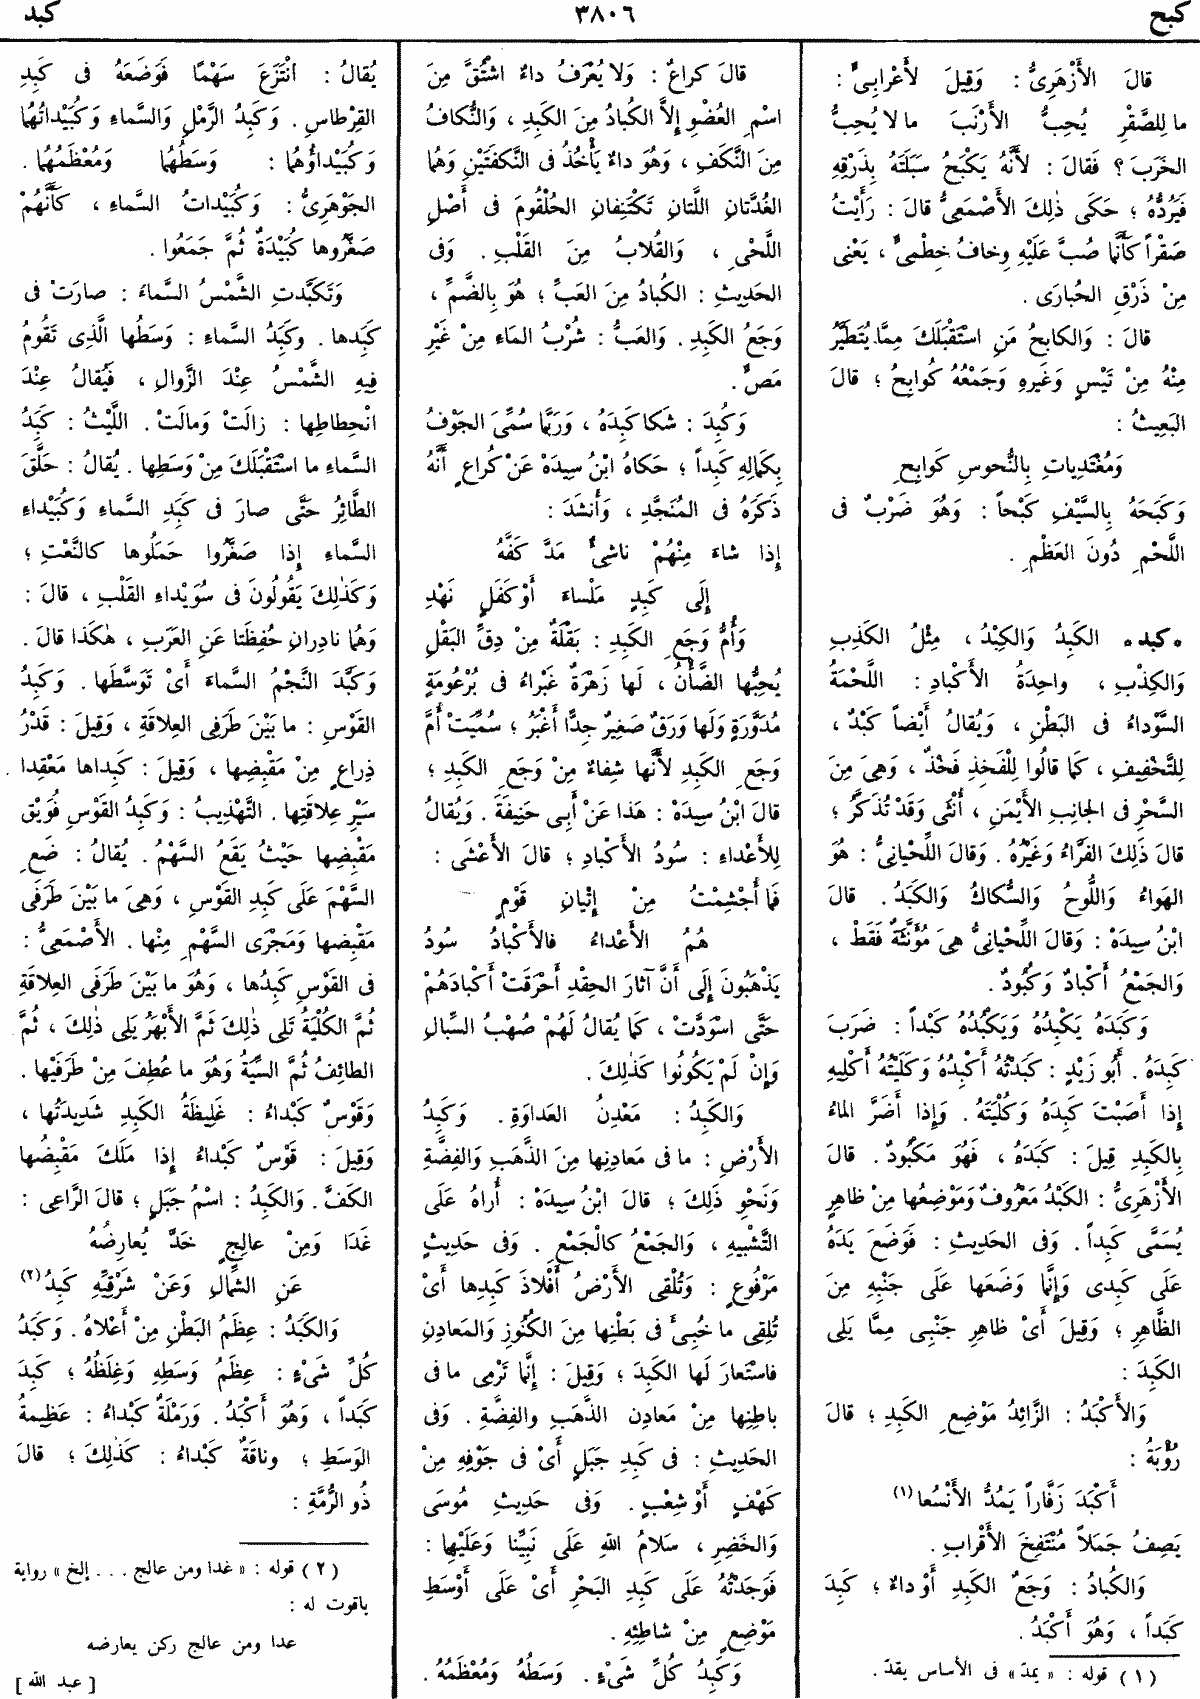 كبح
٣٨٠٦
كبد
قالَ الأَزْهَرِىُّ : وَقِيلَ لأَعْرابِىٍّ :
ما لِلصَّقْرِ يُحِبُّ الأَرْنَبَ ما لا يُحِبُّ
الخَرَبَ ؟ فَقالَ : لأَنَّهُ يَكْبَحُ سَبَلَتَهُ بِذَرْقِهِ
فَيَرُدُّهُ ؛ حَكَى ذٰلِكَ الأَصْمَعِىُّ قالَ : رَأَيْتُ
صَقْراً كَأَنَّما صُبَّ عَلَيْهِ وِخافُ خِطْمِىٍّ ، يَعْنِى
مِنْ ذَرْقِ الحُبارَى .
قالَ : وَالكابِحُ مَنِ اسْتَقْبَلَكَ مِمَّا يُتَطَيَّرُ
مِنْهُ مِنْ تَيْسٍ وَغَيرِهِ وَجَمْعُهُ كَوابِحُ ؛ قالَ
البَعِيثُ :
وَمُغْتَدِياتٍ بِالنُّحوسِ كَوابِحِ
وَكَبَحَهُ بِالسَّيْفِ كَبْحاً : وَهُوَ ضَرْبٌ فى
اللَّحْمِ دُونَ العَظْمِ .
• كبد • الكَبِدُ وَالكِبْدُ ، مِثْلُ الكَذِبِ
وَالكِذْبِ ، واحِدَةُ الأَكْبادِ : اللَّحْمَةُ
السَّوْداءُ فى البَطْنِ ، وَيُقالُ أَيْضاً كَبْدٌ ،
لِلتَّخْفِيفِ ، كَما قالُوا لِلْفَخِذِ فَخْذٌ ، وَهِىَ مِنَ
السَّحْرِ فى الجانِبِ الأَيْمَنِ ، أُنْثَى وَقَدْ تُذَكَّرُ ؛
قالَ ذَلِكَ الفَرَّاءُ وَغَيْرُهُ . وَقالَ اللِّحْيانِىُّ : هُوَ
الهَواءُ وَاللُّوحُ وَالسُّكاكُ وَالكَبَدُ . قالَ
ابْنُ سِيدَهْ : وَقالَ اللِّحْيانِىُّ هِىَ مُؤَنَّثَةٌ فَقَطْ ،
وَالجَمْعُ أَكْبادٌ وَكُبُودٌ .
وَكَبَدَهُ يَكْبِدُهُ وَيَكْبُدُهُ كَبْداً : ضَرَبَ
كَبِدَهُ . أَبُو زَيْدٍ : كَبَدْتُهُ أَكْبِدُهُ وَكَلَيْتُهُ أَكْلِيهِ
إِذا أَصَبْتَ كَبِدَهُ وَكُلْيَتَهُ . وَإِذا أَضَرَّ الماءُ
بِالكَبِدِ قِيلَ : كَبَدَهُ ، فَهُوَ مَكْبُودٌ . قالَ
الأَزْهَرِىُّ : الكَبْدُ مَعْرُوفٌ وَمَوْضِعُها مِنْ ظاهِرٍ
يُسَمَّى كَبِداً . وَفى الحَدِيثِ : فَوَضَعَ يَدَهُ
عَلَى كَبِدى وَإِنَّما وَضَعَها عَلَى جَنْبِهِ مِنَ
الظَّاهِرِ ؛ وَقِيلَ أَىْ ظاهِرِ جَنْبِى مِمَّا يَلِى
الكَبِدَ :
وَالأَكْبَدُ : الزَّائِدُ مَوْضِعِ الكَبِدِ ؛ قالَ
رُؤْبَةُ :
أَكْبَدَ زَفَّاراً يَمُدُّ الأَنْسُعا (١)
يَصِفُ جَمَلاً مُنْتَفِخَ الأَقْرابِ .
وَالكُبادُ : وَجَعُ الكَبِدِ أَوْ داءٌ ؛ كَبِدَ
كَبَداً ، وَهُوَ أَكْبَدُ .
(١) قوله : « يمدّ » فى الأساس يقدّ .
قالَ كراعٌ : وَلا يُعْرَفُ داءٌ اشْتُقَّ مِنَ
اسْمِ العُضْوِ إِلاَّ الكُبادُ مِنَ الكَبِدِ ، وَالنُّكافُ
مِنَ النَّكَفِ ، وَهُوَ داءٌ يَأْخُذُ فى النَّكفَتَيْنِ وَهُما
الغُدَّتانِ اللَّتانِ تَكْتَنِفانِ الحُلْقُومَ فى أَصْلِ
اللَّحْىِ ، وَالقُلابُ مِنَ القَلْبِ . وَفى
الحَدِيثِ : الكُبادُ مِنَ العَبِّ ؛ هُوَ بِالضَّمِّ ،
وَجَعُ الكَبِدِ . وَالعَبُّ : شُرْبُ المَاءِ مِنْ غَيْرِ
مَصٍّ .
وَكُبِدَ : شَكا كَبِدَهُ ، وَرُبَّما سُمِّىَ الجَوْفُ
بِكَمالِهِ كَبِداً ؛ حَكاهُ ابْنُ سِيدَهْ عَنْ كُراعٍ أَنَّهُ
ذَكَرَهُ فى المُنَجَّدِ ، وَأَنْشَدَ :
إِذا شاءَ مِنْهُمْ ناشِئٌ مَدَّ كَفَّهُ
إِلَى كَبِدٍ مَلْساءَ أَوْ كَفَلٍ نَهْدِ
وَأُمُّ وَجَعِ الكَبِدِ : بَقْلَةٌ مِنْ دِقِّ البَقْلِ
يُحِبُّها الضَّأْنُ ، لَها زَهْرَةٌ غَبْراءُ فى بُرْعُومَةٍ
مُدَوَّرَةٍ وَلَها وَرَقٌ صَغِيرٌ جِدًّا أَغْبَرُ ؛ سُمِّيَتْ أُمَّ
وَجَعِ الكَبِدِ لأَنَّها شِفاءٌ مِنْ وَجَعِ الكَبِدِ ؛
قالَ ابْنُ سِيدَهْ : هَذا عَنْ أَبِى حَنِيفَةَ . وَيُقالُ
لِلأَعْداءِ : سُودُ الأَكْبادِ ؛ قالَ الأَعْشَى :
فَما أُجْشِمْتُ مِنْ إِتْيانِ قَوْمٍ
هُمُ الأَعْداءُ فالأَكْبادُ سُودُ
يَذْهَبُونَ إِلَى أَنَّ آثارَ الحِقْدِ أَحْرَقَتْ أَكْبادَهُمْ
حَتَّى اسْوَدَّتْ ، كَما يُقالُ لَهُمْ صُهْبُ السِّبالِ
وَإِنْ لَمْ يَكُونُوا كَذٰلِكَ .
وَالكَبِدُ : مَعْدِنُ العَداوَةِ . وَكَبِدُ
الأَرْضِ : ما فى مَعادِنِها مِنَ الذَّهَبِ وَالفِضَّةِ
وَنَحْوِ ذَلِكَ ؛ قالَ ابْنُ سِيدَهْ : أُراهُ عَلَى
التَّشْبِيهِ ، وَالجَمْعُ كالْجَمْعِ . وَفى حَدِيثٍ
مَرْفُوعٍ : وَتُلْقِى الأَرْضُ أَفْلاذَ كَبِدِها أَىْ
تُلْقِى ما خُبِئَ فى بَطْنِها مِنَ الكُنُوزِ وَالمَعادِنِ
فاسْتَعارَ لَها الكَبِدَ ؛ وَقِيلَ : إِنَّما تَرْمِى ما فى
باطِنِها مِنْ مَعادِنِ الذَّهَبِ والفِضَّةِ . وَفى
الحَدِيثِ : فى كَبِدِ جَبَلٍ أَىْ فى جَوْفِهِ مِنْ
كَهْفٍ أَوْ شِعْبٍ . وَفى حَدِيثِ مُوسَى
وَالخَضِرِ ، سَلامُ اللهِ عَلَى نَبِيِّنا وَعَلَيْهِما :
فَوَجَدْتُهُ عَلَى كَبِدِ البَحْرِ أَىْ عَلَى أَوْسَطِ
مَوْضِعٍ مِنْ شاطِئِهِ .
وَكَبِدُ كُلِّ شَىْءٍ . وَسَطُهُ وَمُعْظَمُهُ .
يُقالُ : انْتَزَعَ سَهْمًا فَوَضَعَهُ فى كَبِدِ
القِرْطاسِ . وَكَبِدُ الرَّمْلِ وَالسَّماءِ وَكُبَيْداتُهُما
وَكُبَيْداؤُهُما : وَسَطُهُما وَمُعْظَمُهُما .
الجَوْهَرِىُّ : وَكُبَيْداتُ السَّماءِ ، كَأَنَّهُمْ
صَغَّرُوها كُبَيْدَةٌ ثُمَّ جَمَعُوا .
وَتَكَبَّدتِ الشَّمْسُ السَّماءَ : صارَتْ فى
كَبِدها . وكَبِدُ السَّماءِ : وَسَطُها الَّذِى تَقُومُ
فِيهِ الشَّمْسُ عِنْدَ الزَّوالِ ، فَيُقالُ عِنْدَ
انْحِطاطِها : زالَتْ وَمالَتْ . اللَّيْثُ : كَبَدُ
السَّماءِ ما اسْتَقْبَلَكَ مِنْ وَسَطِها . يُقالُ : حَلَّقَ
الطَّائِرُ حَتَّى صارَ فى كَبِدِ السَّماءِ وَكُبَيْداءِ
السَّماءِ إِذا صَغَّرُوا حَمَلُوها كالنَّعْتِ ؛
وَكَذٰلِكَ يَقُولُونَ فى سُوَيْداءِ القَلْبِ ، قالَ :
وَهُما نادِرانِ حُفِظَتا عَنِ العَرَبِ ، هٰكَذا قالَ .
وَكَبَّدَ النَّجْمُ السَّماءَ أَىْ تَوَسَّطَها . وَكَبِدُ
القَوْسِ : ما بَيْنَ طَرَفِى العِلاقَةِ ، وَقِيلَ : قَدْرُ
ذِراعٍ مِنْ مَقْبِضِها ، وَقِيلَ : كَبِداها مَعْقِدا
سَيْرِ عِلاقَتِها . التَّهْذِيبُ : وَكَبِدُ القَوْسِ فُوَيْقَ
مَقْبِضِها حَيْثُ يَقَعُ السَّهْمُ . يُقالُ : ضَعِ
السَّهْمَ عَلَى كَبِدِ القَوْسِ ، وَهِىَ ما بَيْنَ طَرَفَى
مَقْبِضِها وَمَجْرَى السَّهْمِ مِنْها . الأَصْمَعِىُّ :
فى القَوْسِ كَبِدُها ، وَهُوَ ما بَيْنَ طَرَفَى العِلاقَةِ
ثُمَّ الكُلْيَةُ تَلِى ذٰلِكَ ثُمَّ الأَبْهَرُ يَلِى ذٰلِكَ ، ثُمَّ
الطائِفُ ثُمَّ السِّيَةُ وَهُوَ ما عُطِفَ مِنْ طَرَفَيْها .
وَقَوْسٌ كَبْداءُ : غَلِيظَةُ الكَبِدِ شَدِيدَتُها ،
وَقِيلَ : قَوْسٌ كَبْداءُ إِذا مَلَكَ مَقْبِضُها
الكَفَّ . وَالكَبِدُ : اسْمُ جَبَلٍ ؛ قالَ الرَّاعِى :
غَدَا وَمِنْ عالِجٍ خَدٌّ يُعارِضُهُ
عَنِ الشِّمالِ وَعَنْ شَرْقِيِّهِ كَبِدُ (٢)
وَالكَبَدُ : عِظَمُ البَطْنِ مِنْ أَعْلاهُ . وَكَبَدُ
كُلِّ شَىْءٍ : عِظَمُ وَسَطِهِ وَغِلَظُهُ ؛ كَبِدَ
كَبَداً ، وَهُوَ أَكْبَدُ . وَرَمْلَةٌ كَبْداءُ : عَظِيمةُ
الوَسَطِ ؛ وناقَةٌ كَبْداءُ : كَذٰلِكَ ؛ قالَ
ذُو الرُّمَّةِ :
(٢) قوله : « غدا ومن عالج . . . إلخ » رواية
ياقوت له :
عدا ومن عالج ركن يعارضه
[ عبد الله ]